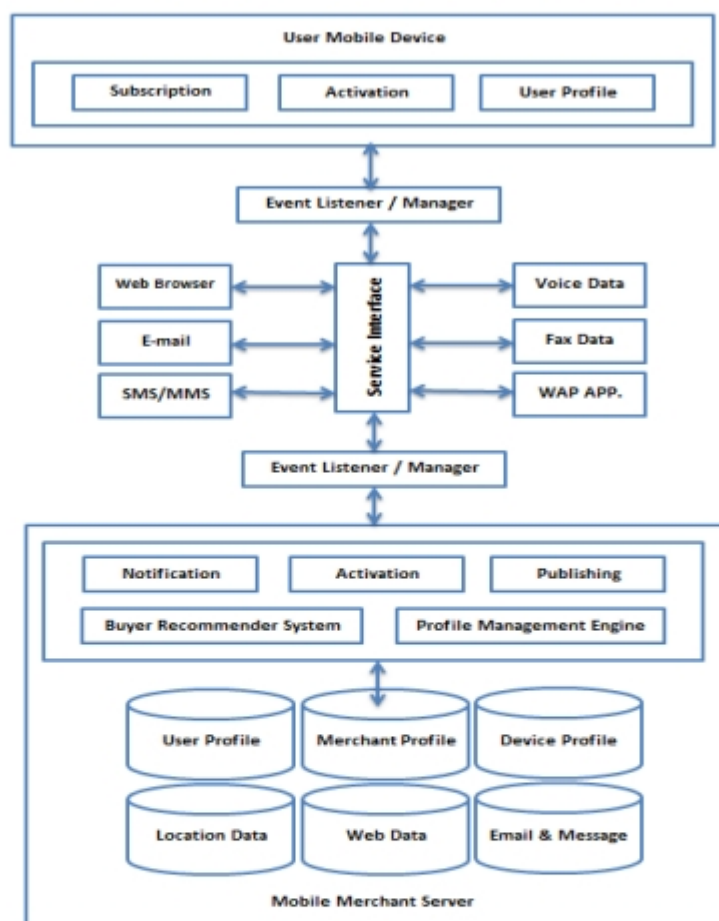 User Mobile Device
Subscription
Activation
User Profile
Event Listener / Manager
Web Browser
E-mail
SMS/MMS
Service Interface
Voice Data
Fax Data
WAP APP.
Event Listener / Manager
Notification
Activation
Publishing
Buyer Recommender System
Profile Management Engine
User Profile
Merchant Profile
Device Profile
Location Data
Web Data
Email & Message
Mobile Merchant Server